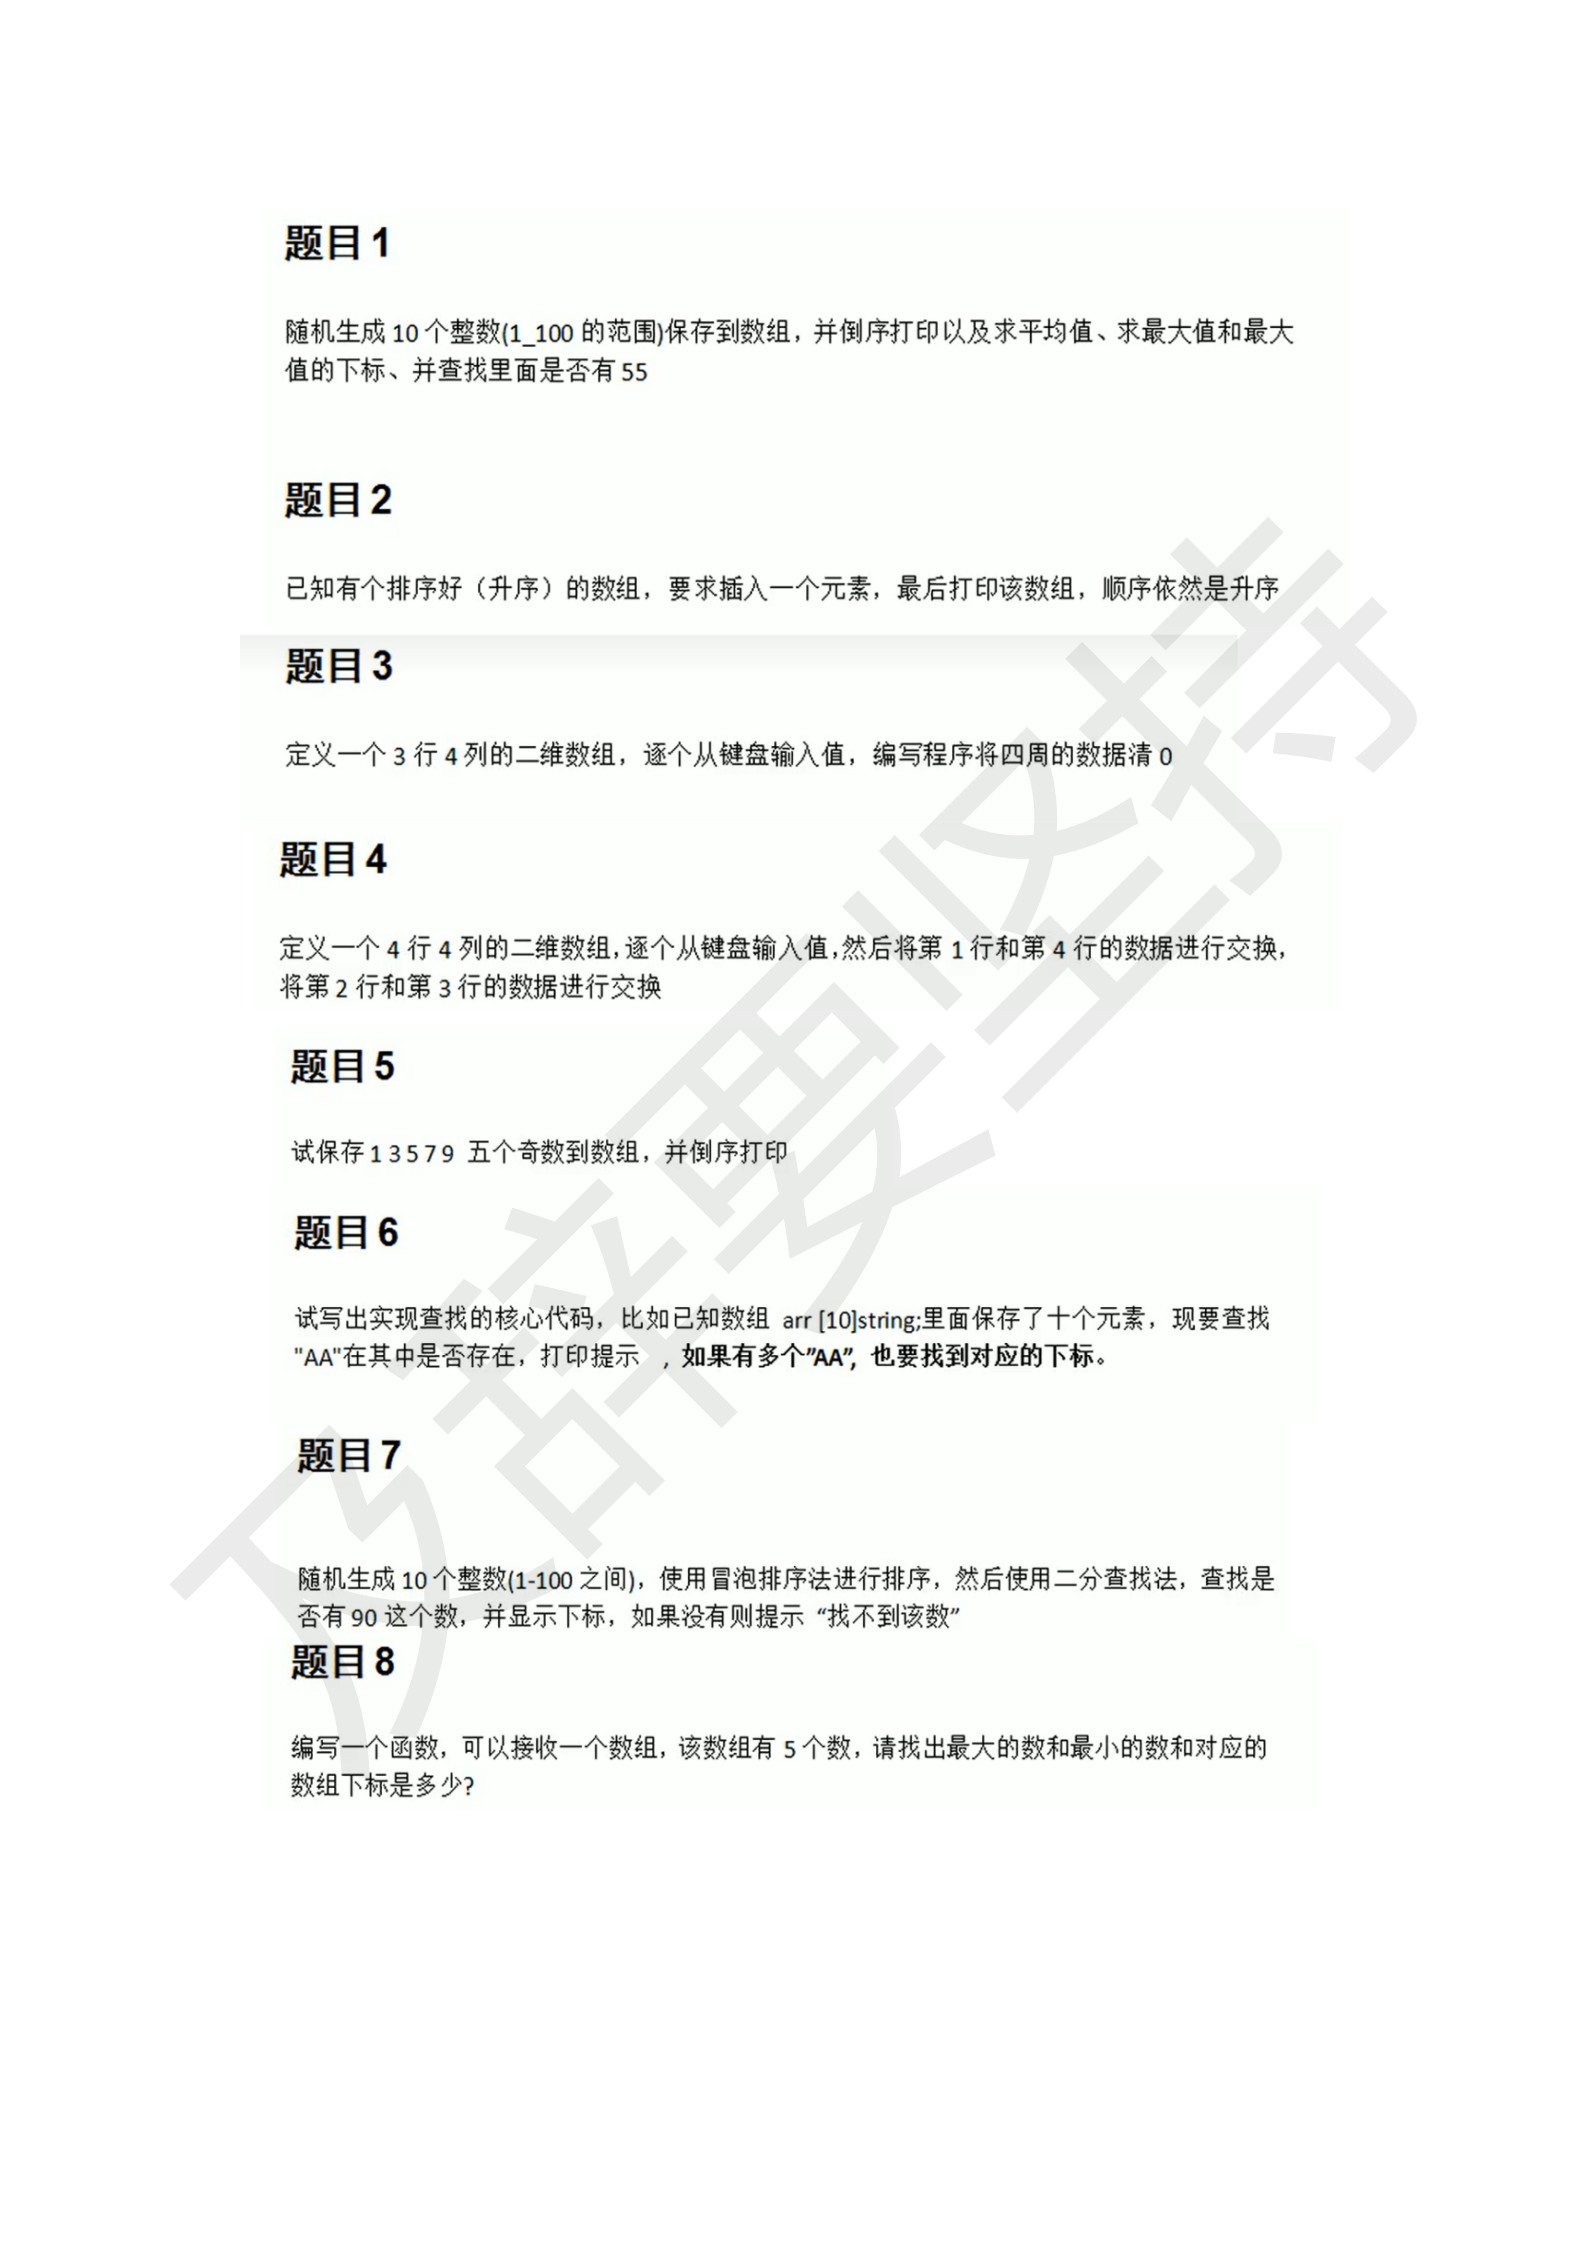 题目1
随机生成 10 个整数(1_100 的范围)保存到数组，并倒序打印以及求平均值、求最大值和最大
值的下标、并查找里面是否有 55
题目2
已知有个排序好（升序）的数组，要求插入一个元素，最后打印该数组，顺序依然是升序
题目3
定义一个 3 行 4 列的二维数组，逐个从键盘输入值，编写程序将四周的数据清 0
题目4
定义一个 4 行 4 列的二维数组,逐个从键盘输入值,然后将第 1 行和第 4 行的数据进行交换，
将第 2 行和第 3 行的数据进行交换
题目5
试保存 1 3 5 7 9 五个奇数到数组，并倒序打印
题目6
试写出实现查找的核心代码，比如已知数组 arr [10]string;里面保存了十个元素，现要查找
"AA"在其中是否存在，打印提示 ，如果有多个”AA”, 也要找到对应的下标。
题目7
随机生成 10 个整数(1-100 之间)，使用冒泡排序法进行排序，然后使用二分查找法，查找是
否有 90 这个数，并显示下标，如果没有则提示 “找不到该数”
题目8
编写一个函数，可以接收一个数组，该数组有 5 个数，请找出最大的数和最小的数和对应的
数组下标是多少?
及辞要坚持